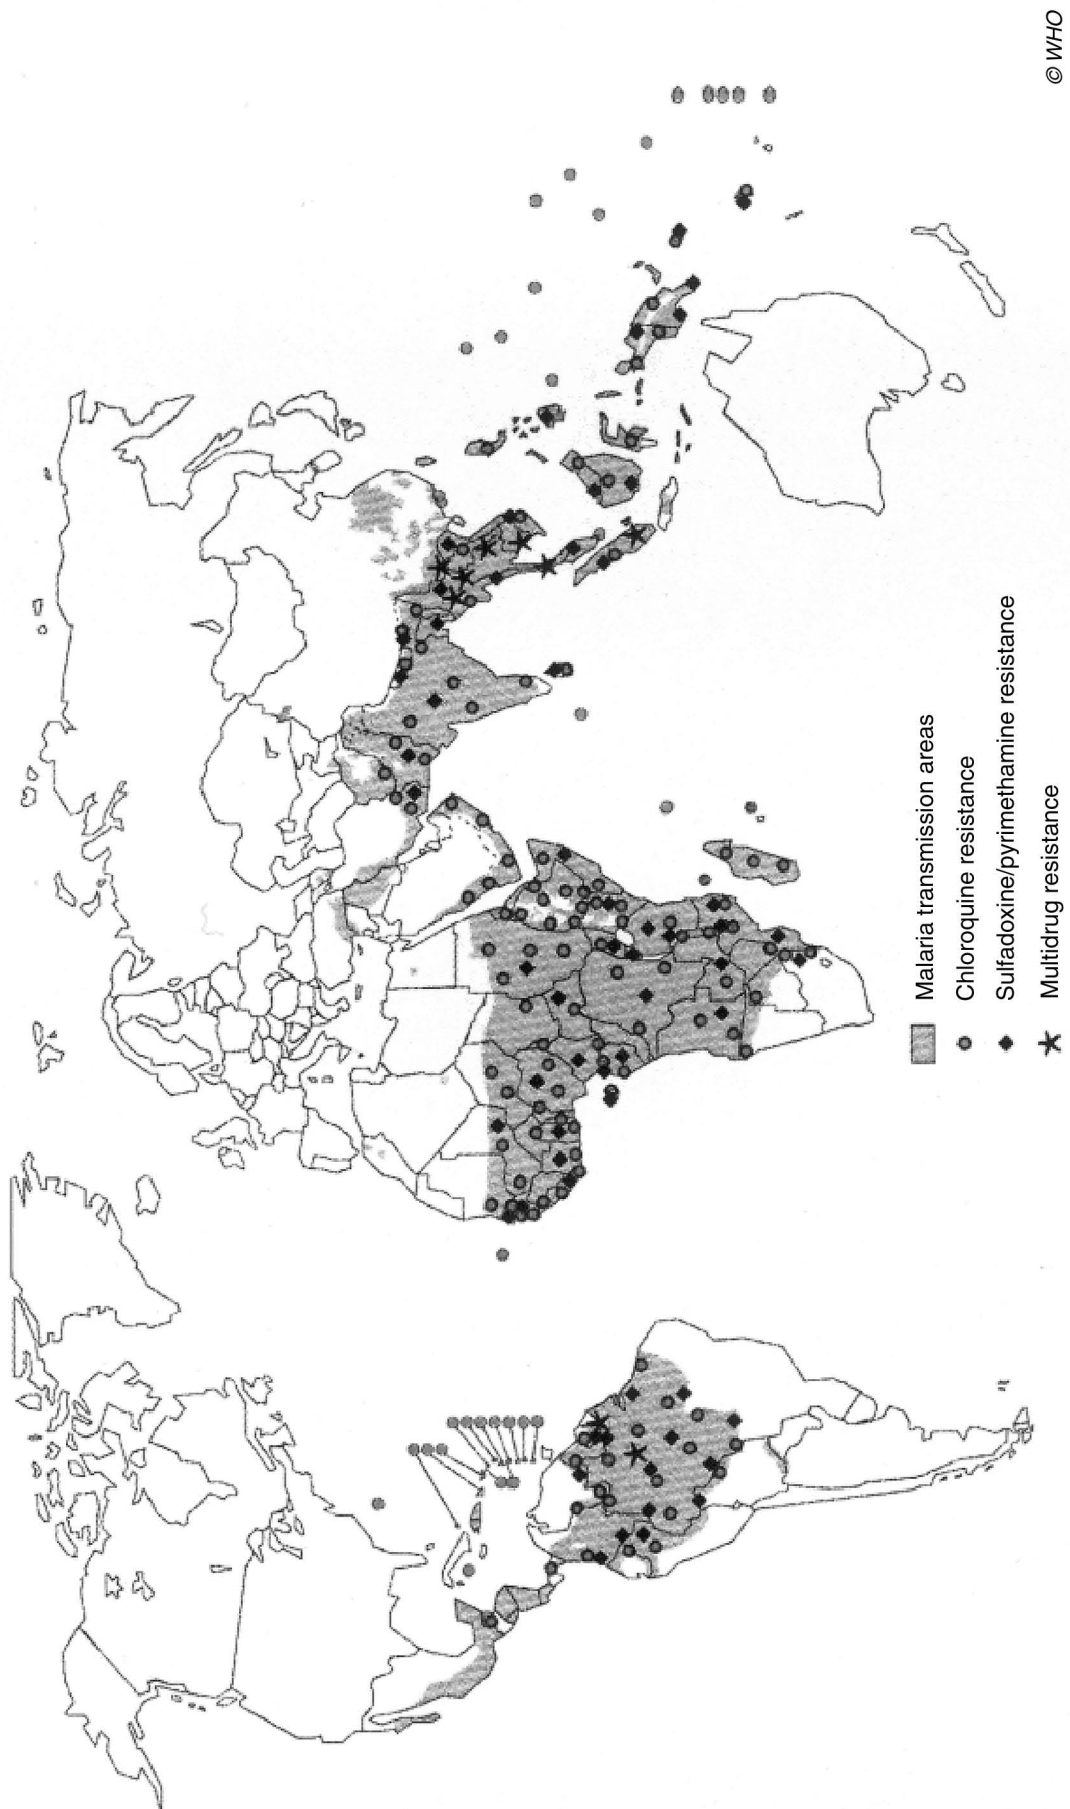 © WHO
Malaria transmission areas
Chloroquine resistance
Sulfadoxine/pyrimethamine resistance
Multidrug resistance